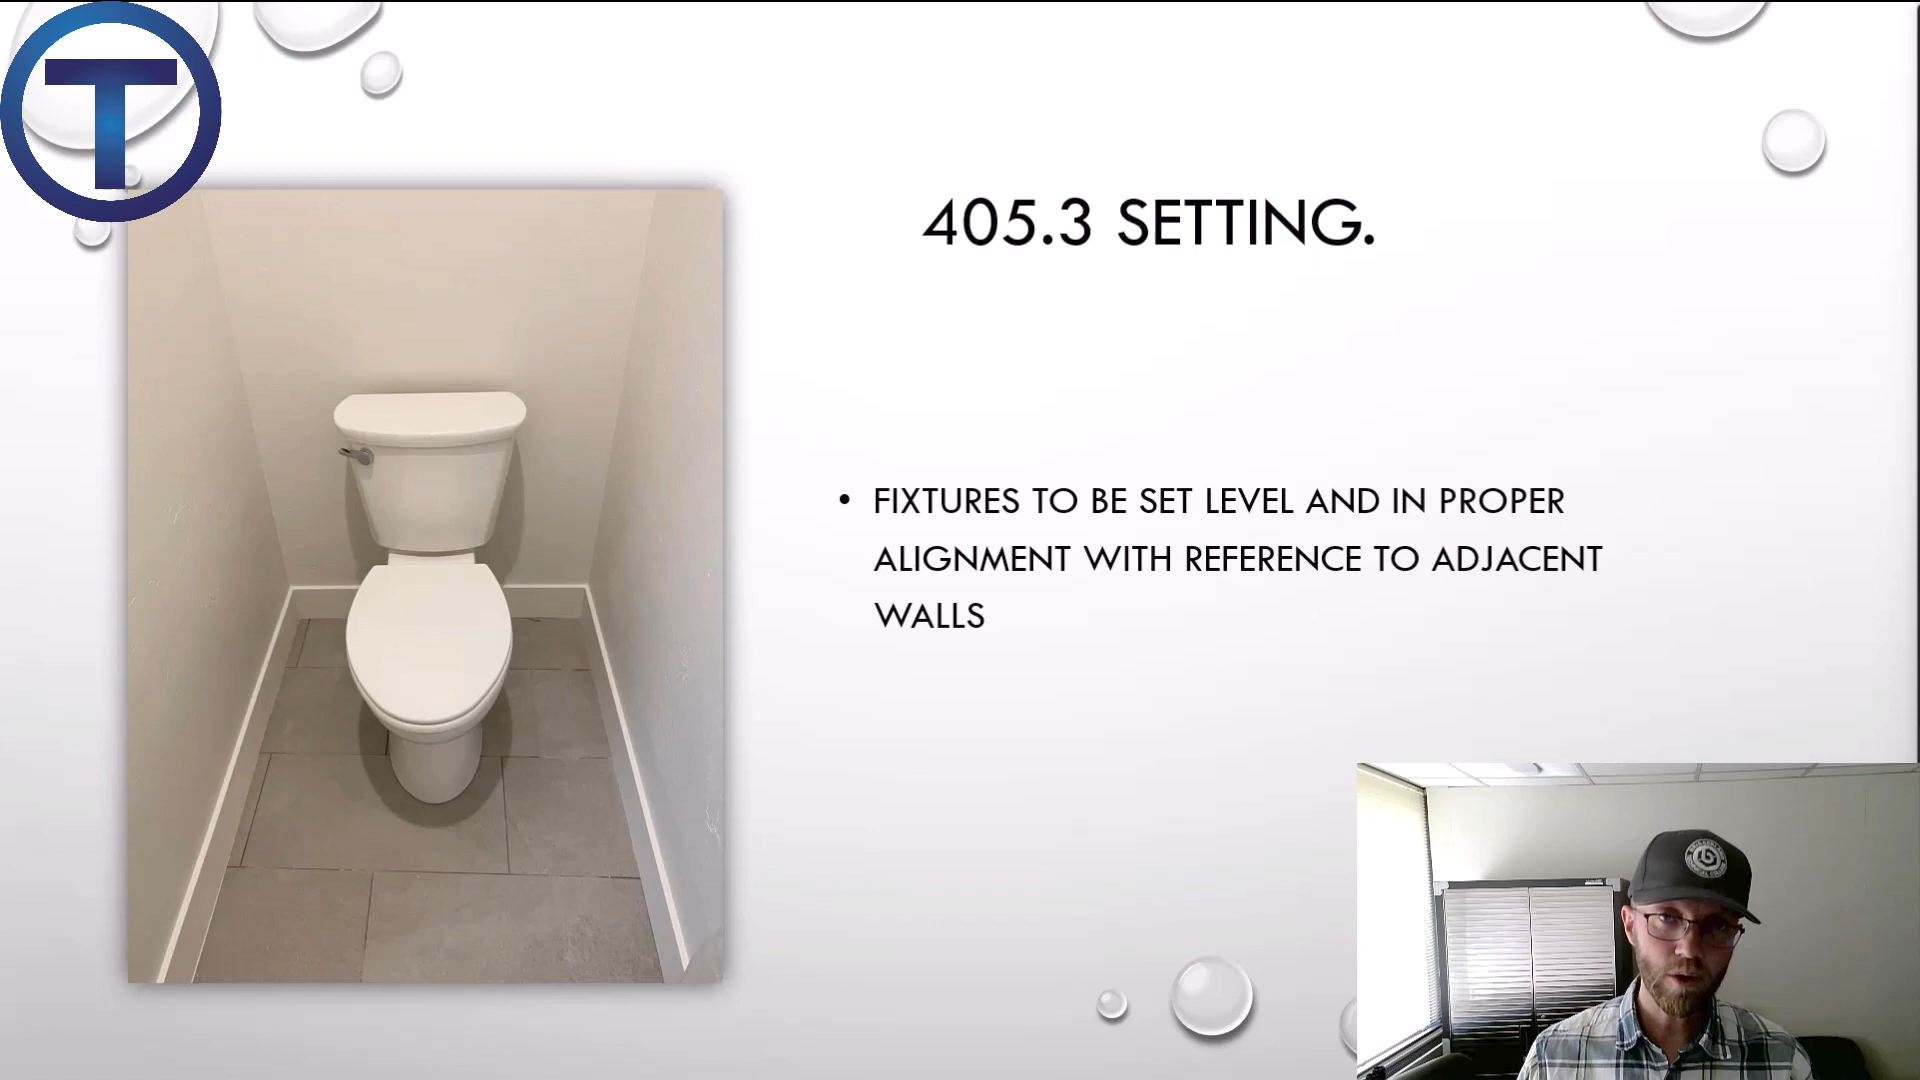 T
405.3 SETTING.
• FIXTURES TO BE SET LEVEL AND IN PROPER
ALIGNMENT WITH REFERENCE TO ADJACENT
WALLS